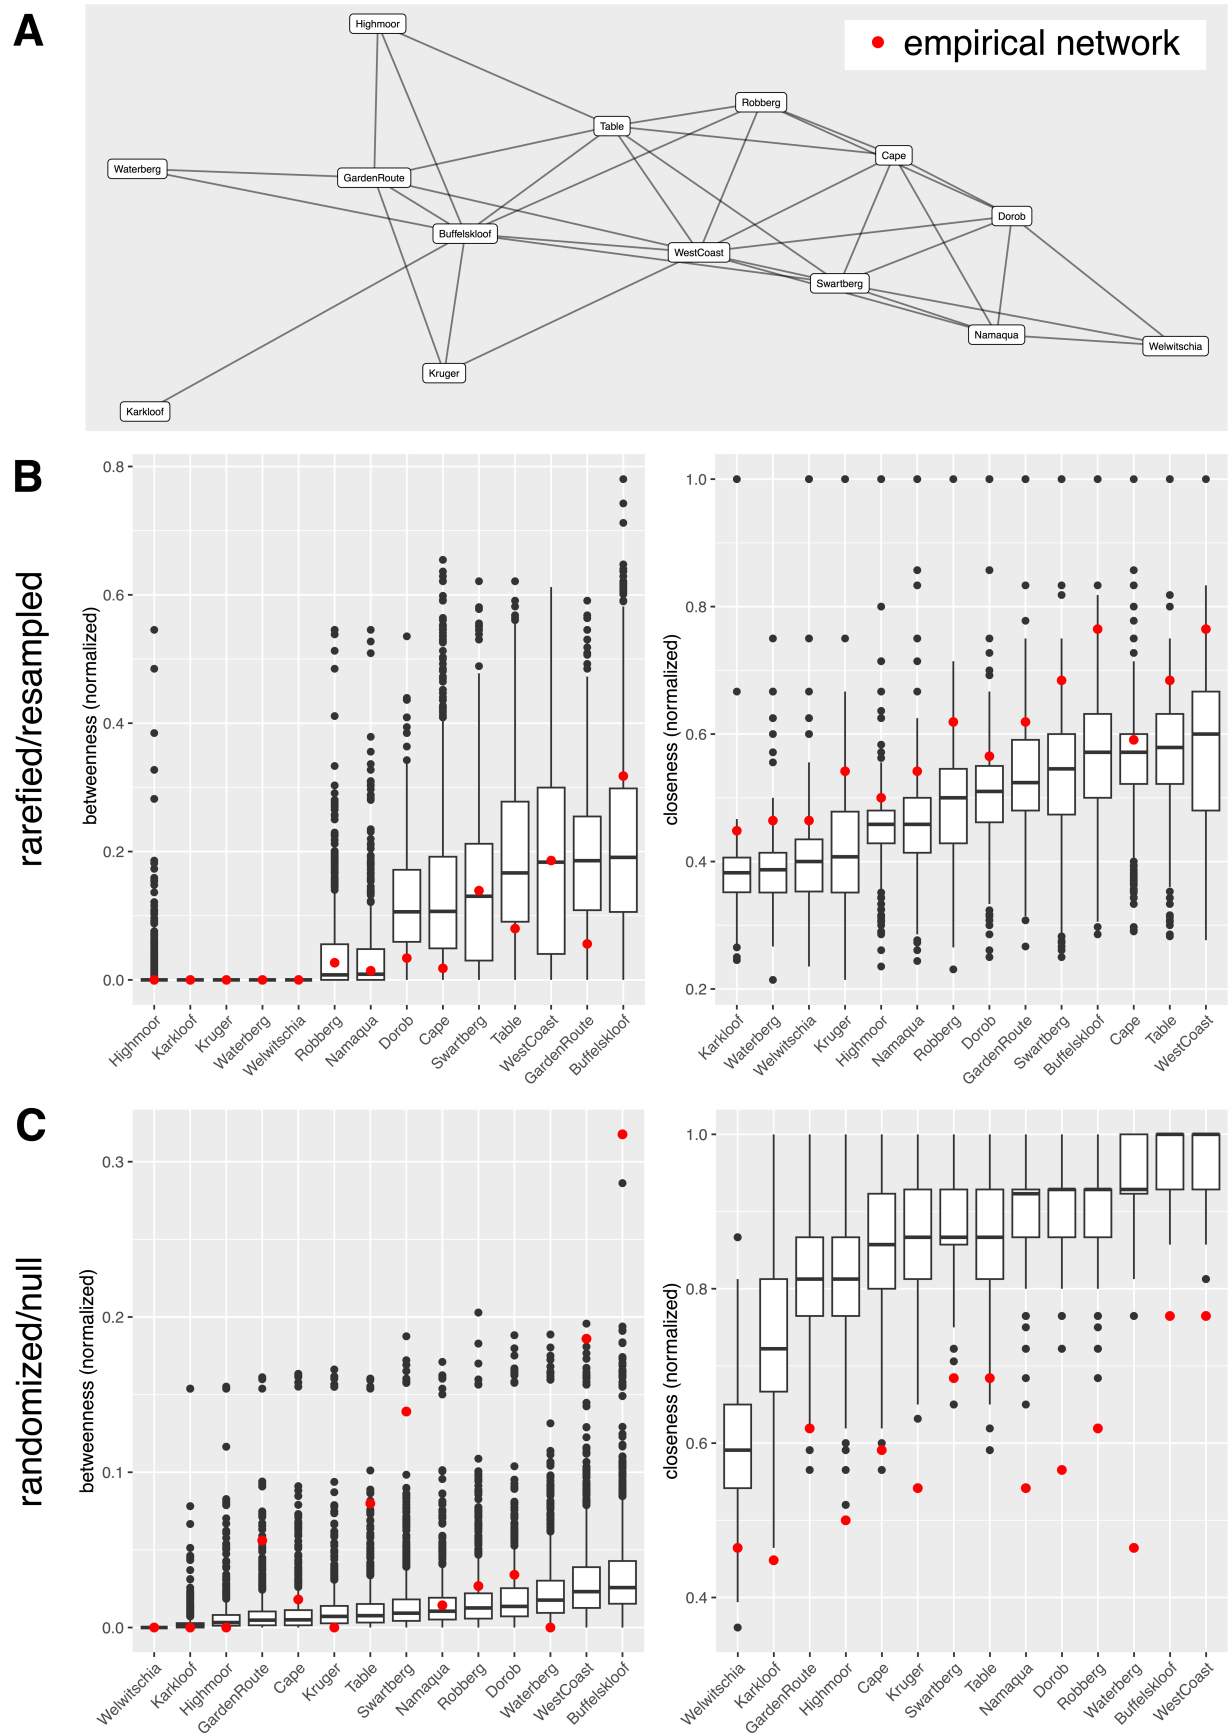 A
empirical network
Highmoor
Robberg
Table
Cape
Waterberg
GardenRoute
Dorob
Buffelskloof
WestCoast
Swartberg
Namaqua
Welwitschia
Kruger
Karkloof
B
rarefied/resampled
betweenness (normalized)
0.8
0.6
0.4
0.2
0.0
Highmoor
Karkloof
Kruger
Waterberg
Welwitschia
Robberg
Namaqua
Dorob
Cape
Swartberg
Table
WestCoast
GardenRoute
Buffelskloof
closeness (normalized)
1.0
0.8
0.6
0.4
0.2
Karkloof
Waterberg
Welwitschia
Kruger
Highmoor
Namaqua
Robberg
Dorob
GardenRoute
Swartberg
Buffelskloof
Cape
Table
WestCoast
C
randomized/null
betweenness (normalized)
0.3
0.2
0.1
0.0
Welwitschia
Karkloof
Highmoor
GardenRoute
Cape
Kruger
Table
Swartberg
Namaqua
Robberg
Dorob
Waterberg
WestCoast
Buffelskloof
closeness (normalized)
1.0
0.8
0.6
0.4
Welwitschia
Karkloof
GardenRoute
Highmoor
Cape
Kruger
Swartberg
Table
Namaqua
Dorob
Robberg
Waterberg
Buffelskloof
WestCoast